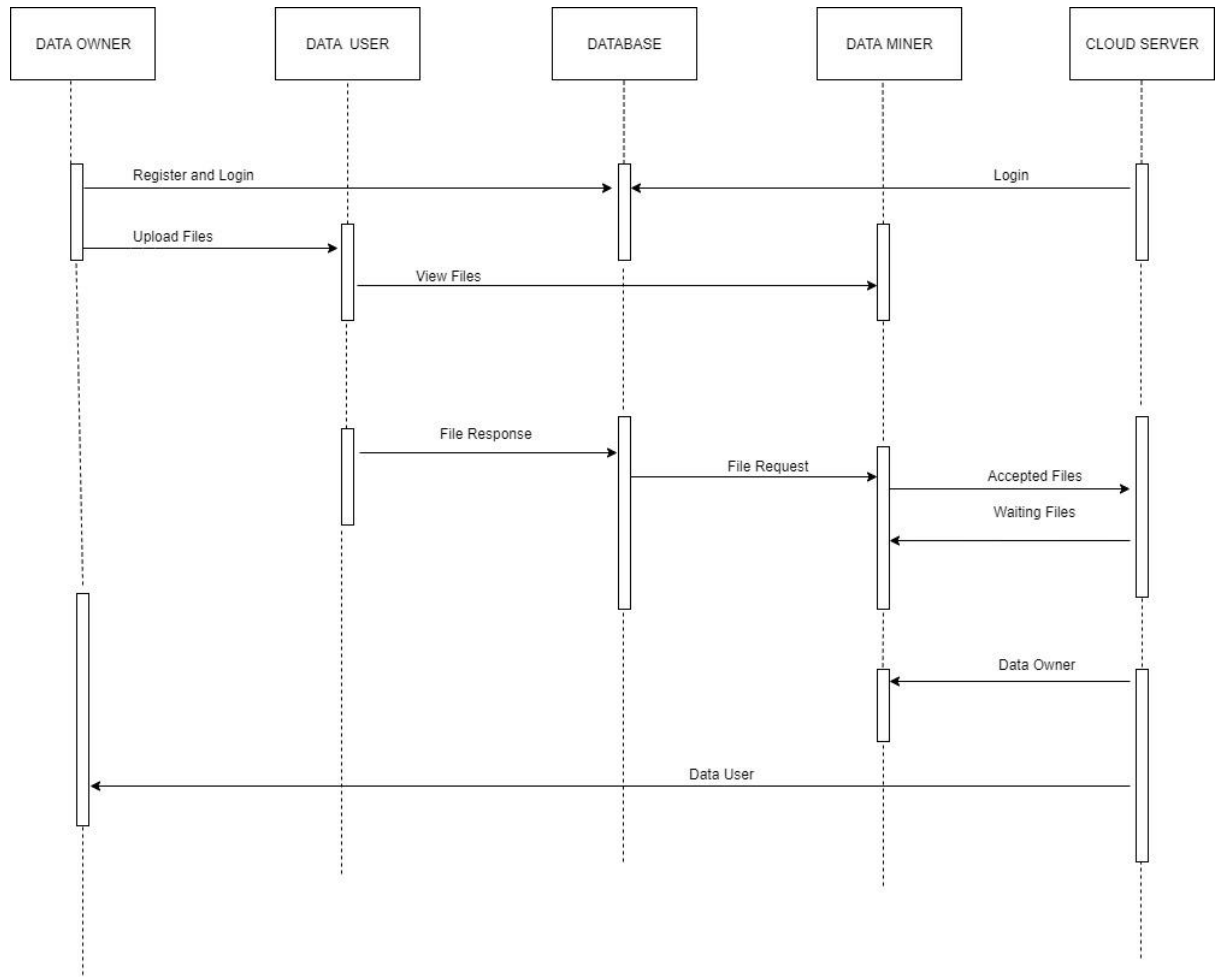 DATA OWNER
DATA USER
DATABASE
DATA MINER
CLOUD SERVER
Register and Login
Login
Upload Files
View Files
File Response
File Request
Accepted Files
Waiting Files
Data Owner
Data User